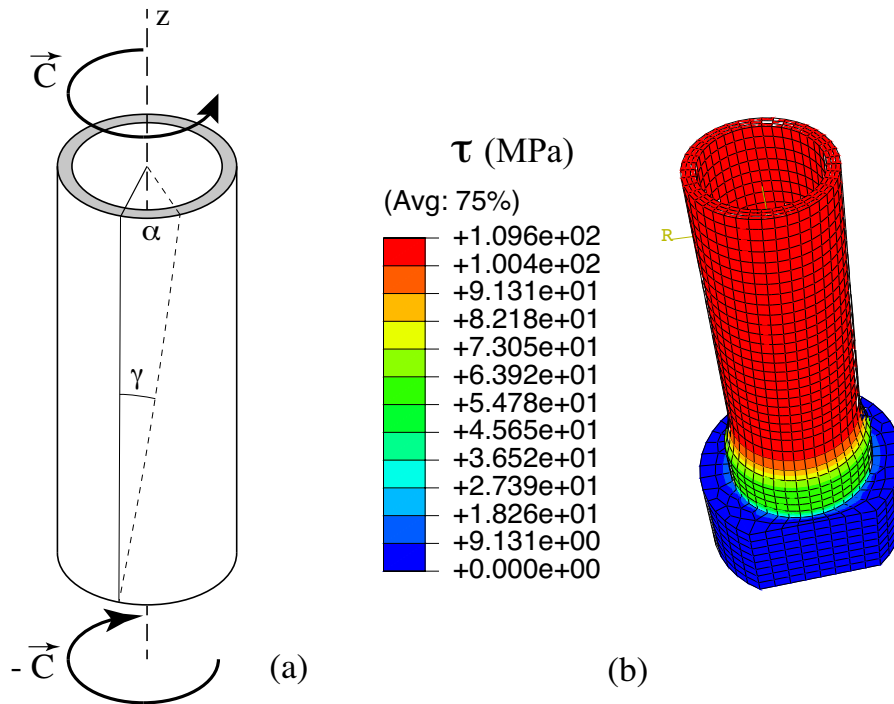 z
C
α
γ
- C
(a)
τ (MPa)
(Avg: 75%)
+1.096e+02
+1.004e+02
+9.131e+01
+8.218e+01
+7.305e+01
+6.392e+01
+5.478e+01
+4.565e+01
+3.652e+01
+2.739e+01
+1.826e+01
+9.131e+00
+0.000e+00
R
(b)